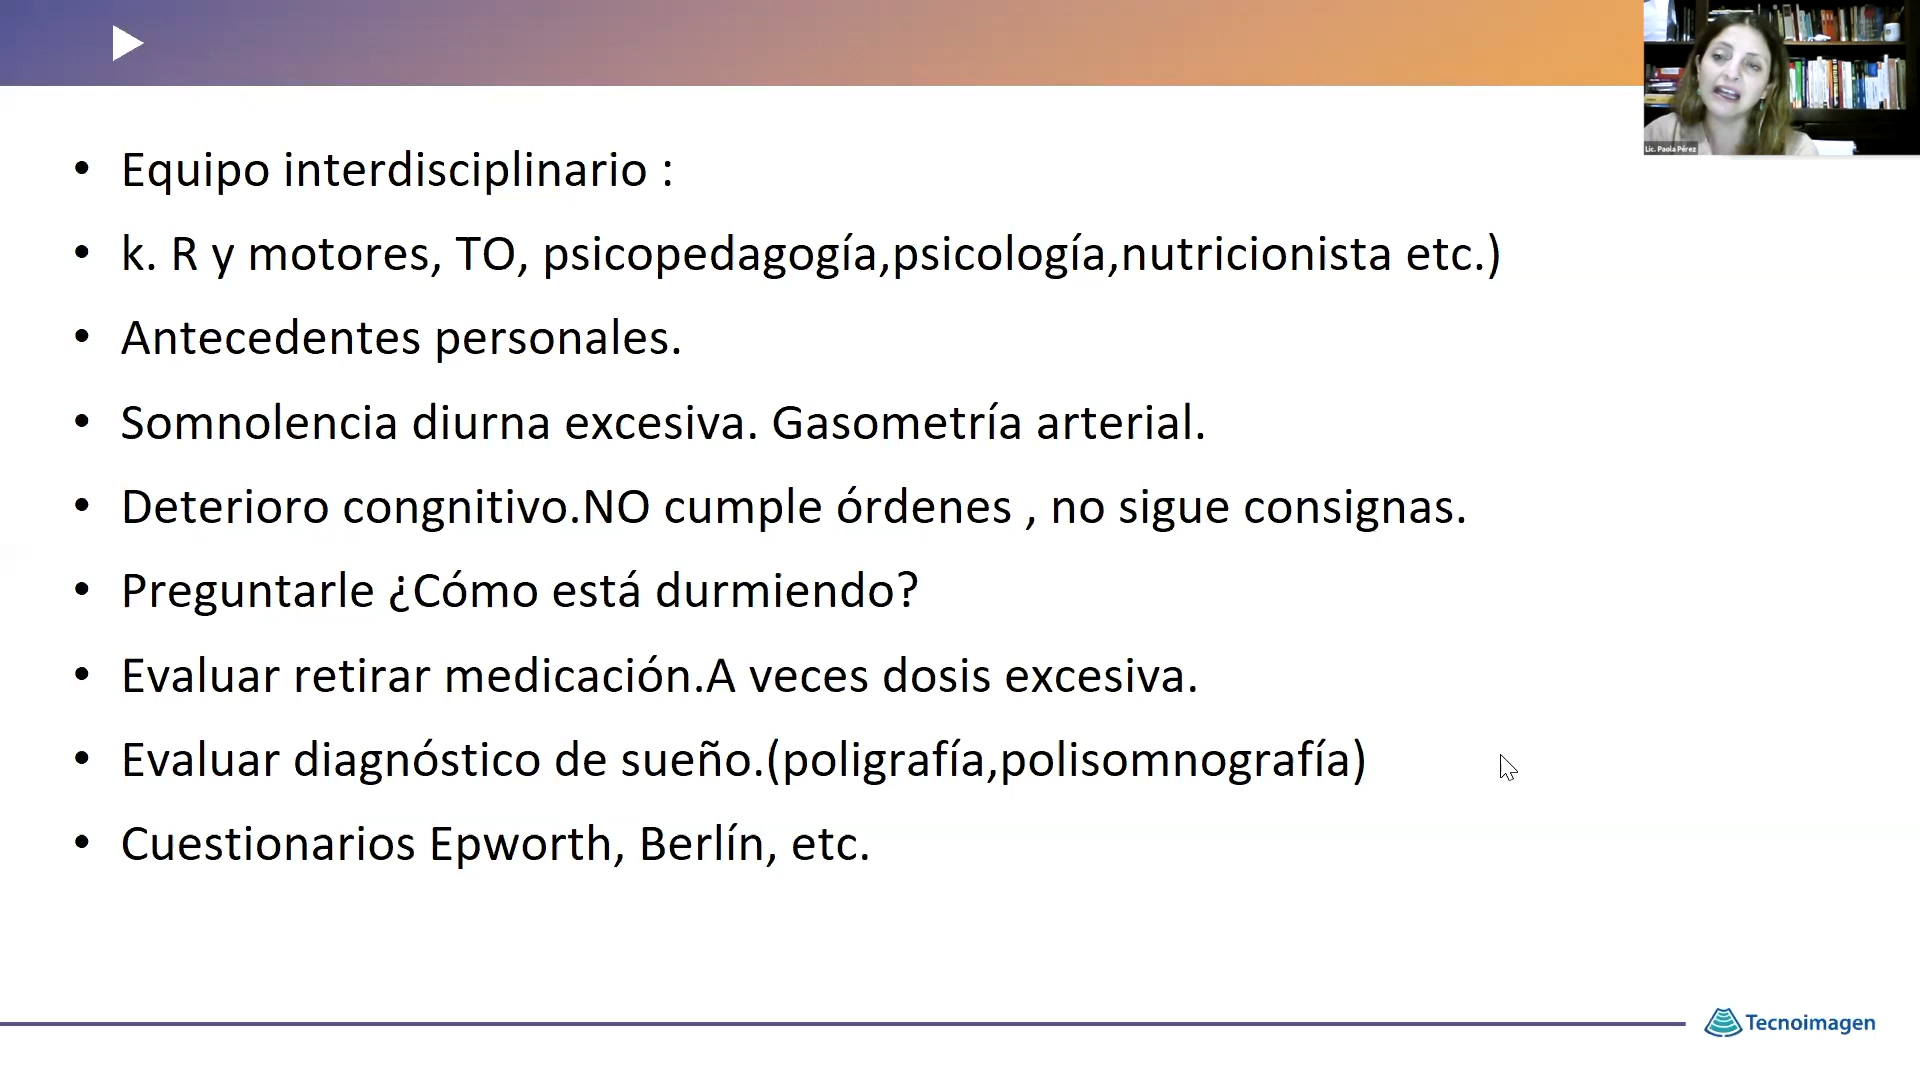 Lic. Paola Pérez
• Equipo interdisciplinario :
• k. R y motores, TO, psicopedagogía,psicología,nutricionista etc.)
• Antecedentes personales.
• Somnolencia diurna excesiva. Gasometría arterial.
• Deterioro congnitivo.NO cumple órdenes , no sigue consignas.
• Preguntarle ¿Cómo está durmiendo?
• Evaluar retirar medicación.A veces dosis excesiva.
• Evaluar diagnóstico de sueño.(poligrafía,polisomnografía)
• Cuestionarios Epworth, Berlín, etc.
Tecnoimagen